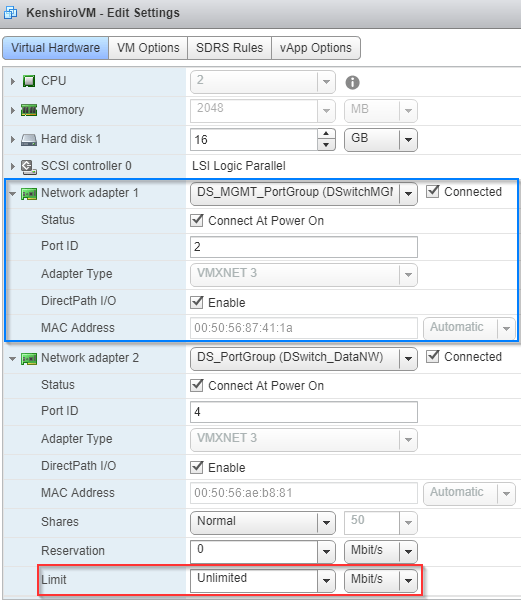 KenshiroVM - Edit Settings
Virtual Hardware VM Options SDRS Rules vApp Options
CPU 2
Memory 2048 MB
Hard disk 1 16 GB
SCSI controller 0 LSI Logic Parallel
Network adapter 1 DS_MGMT_PortGroup (DSwitchMGM Connected
Status Connect At Power On
Port ID 2
Adapter Type VMXNET 3
DirectPath I/O Enable
MAC Address 00:50:56:87:41:1a Automatic
Network adapter 2 DS_PortGroup (DSwitch_DataNW) Connected
Status Connect At Power On
Port ID 4
Adapter Type VMXNET 3
DirectPath I/O Enable
MAC Address 00:50:56:ae:b8:81 Automatic
Shares Normal 50
Reservation 0 Mbit/s
Limit Unlimited Mbit/s